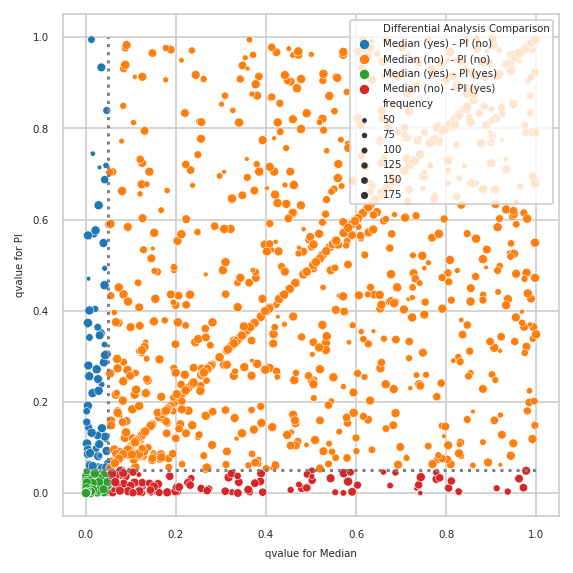 Differential Analysis Comparison
Median (yes) - PI (no)
Median (no) - PI (no)
Median (yes) - PI (yes)
Median (no) - PI (yes)
frequency
50
75
100
125
150
175
1.0
0.8
0.6
0.4
0.2
0.0
qvalue for PI
0.0 0.2 0.4 0.6 0.8 1.0
qvalue for Median